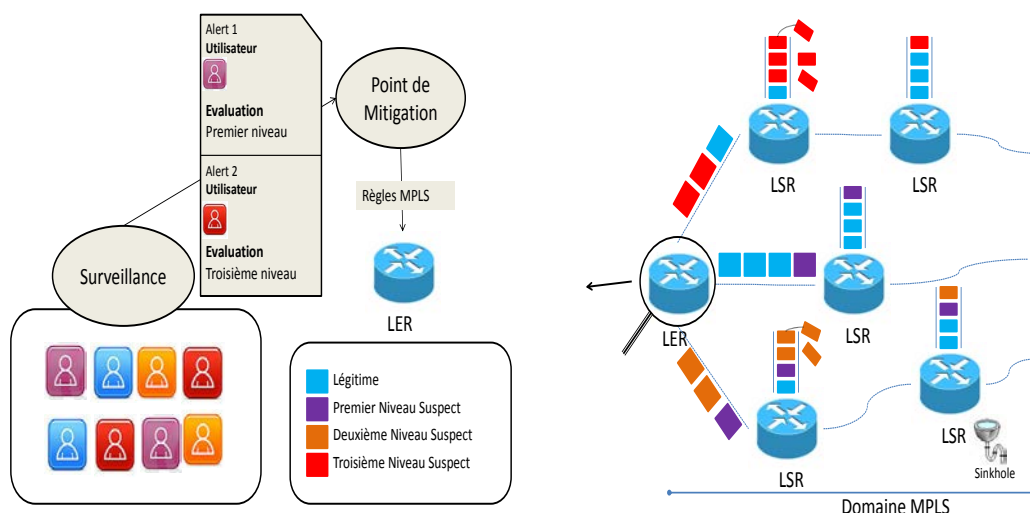 Alert 1
Utilisateur
Evaluation
Premier niveau
Alert 2
Utilisateur
Evaluation
Troisième niveau
Point de
Mitigation
Règles MPLS
LER
Surveillance
Légitime
Premier Niveau Suspect
Deuxième Niveau Suspect
Troisième Niveau Suspect
LSR
LSR
LER
LSR
LSR
LSR
Sinkhole
Domaine MPLS